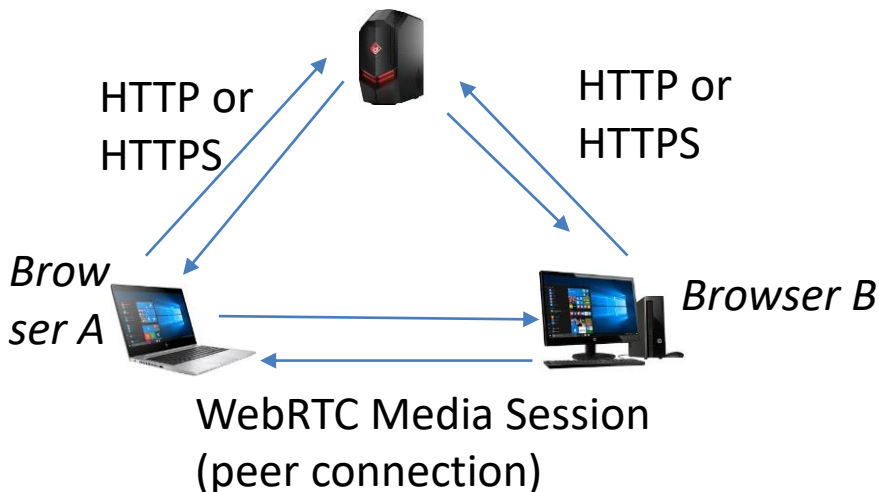 HTTP or
HTTPS
HTTP or
HTTPS
Brow
ser A
Browser B
WebRTC Media Session
(peer connection)